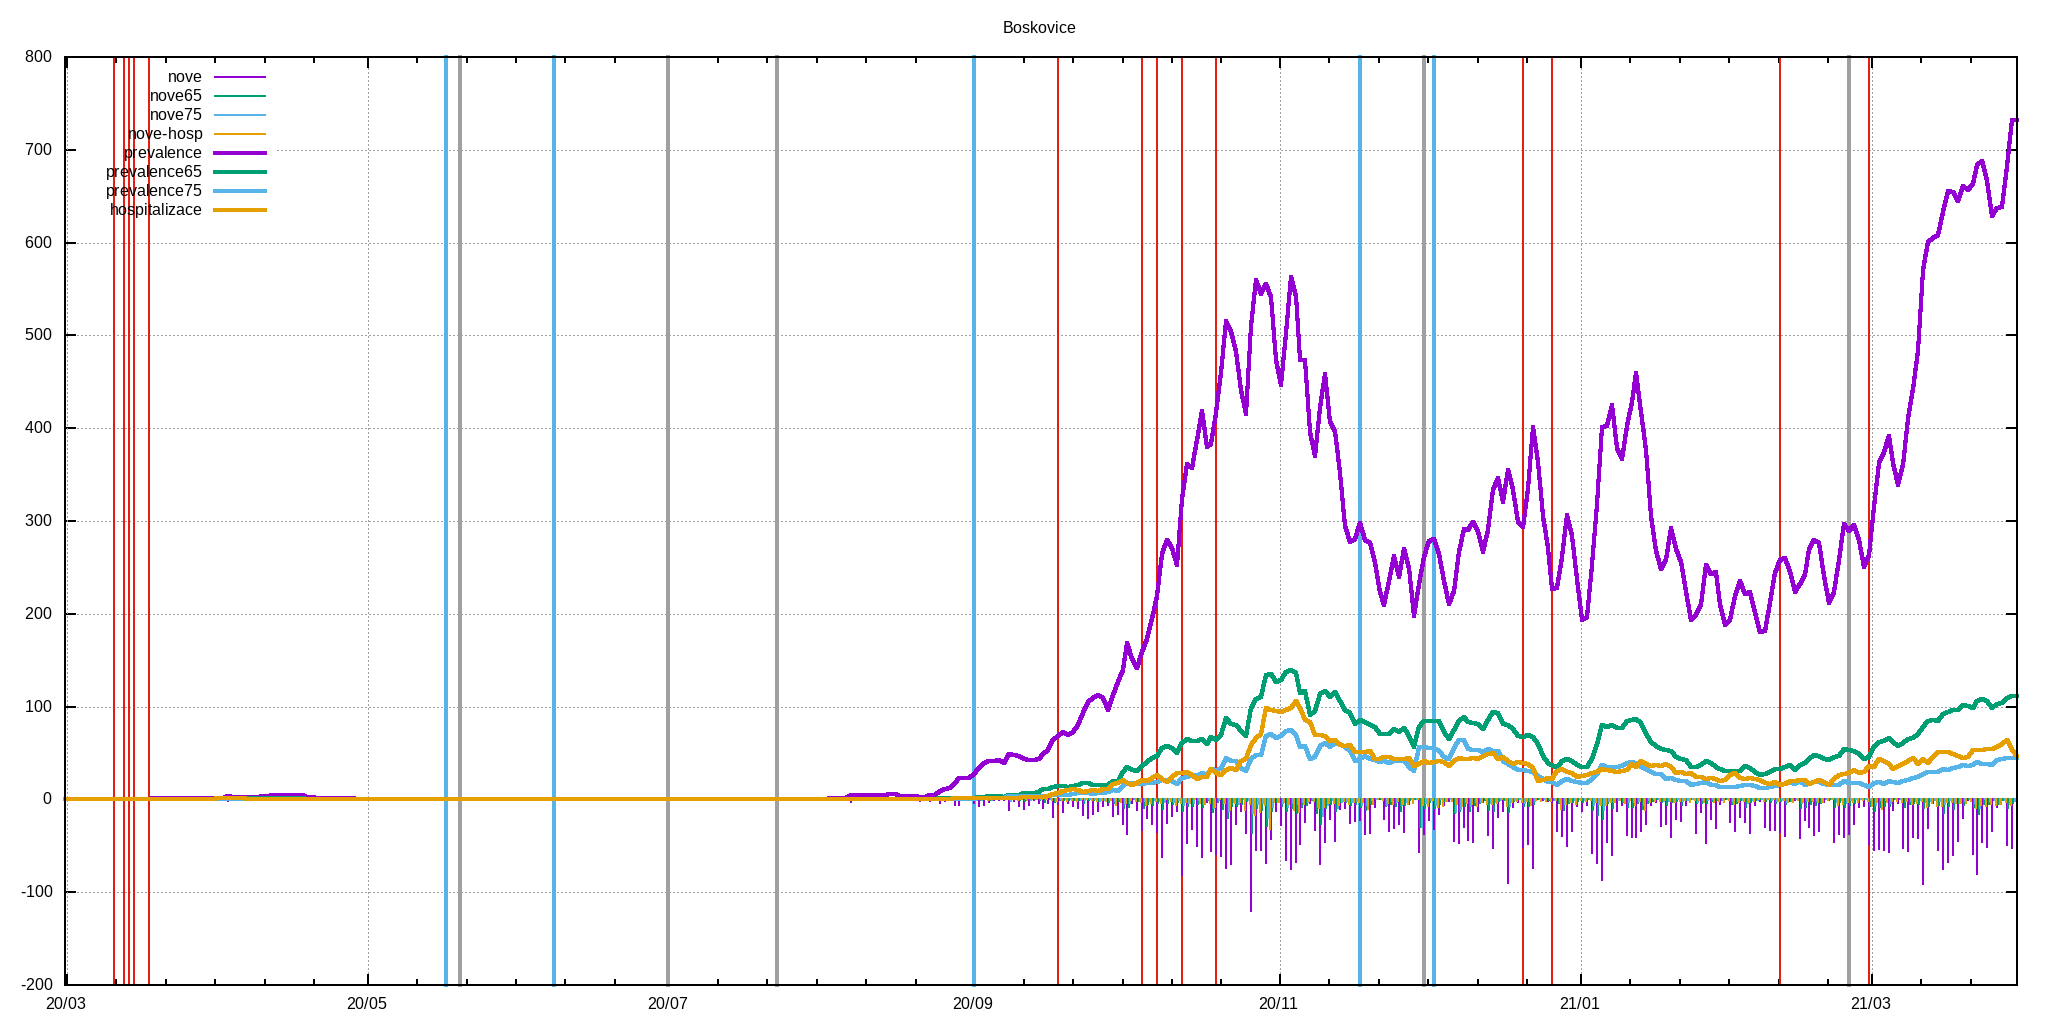 Boskovice
800
700
600
500
400
300
200
100
0
-100
-200
nove
nove65
nove75
nove-hosp
prevalence
prevalence65
prevalence75
hospitalizace
20/03 20/05 20/07 20/09 20/11 21/01 21/03